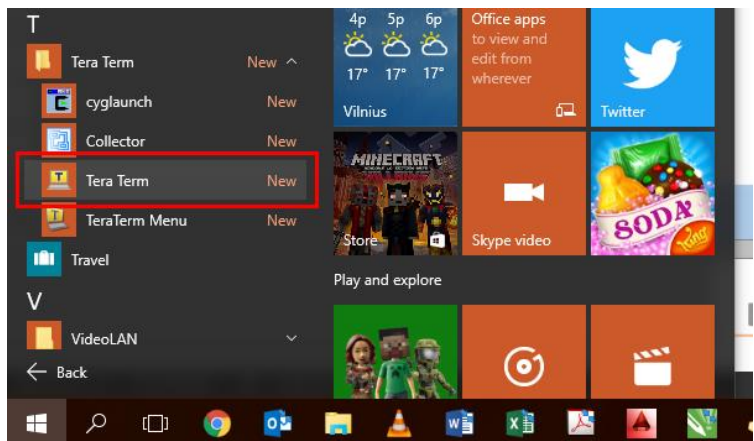 T
Tera Term New
cyglaunch New
Collector New
Tera Term New
TeraTerm Menu New
Travel
V
VideoLAN
Back
4p 5p 6p
17° 17° 17°
Vilnius
Office apps
to view and
edit from
wherever
Twitter
MINECRAFT
Store
Skype video
SODA
King
Play and explore